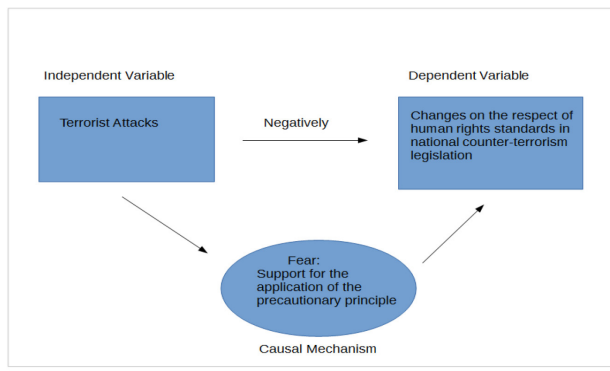 Independent Variable
Dependent Variable
Terrorist Attacks
Negatively
Changes on the respect of
human rights standards in
national counter-terrorism
legislation
Fear:
Support for the
application of the
precautionary principle
Causal Mechanism